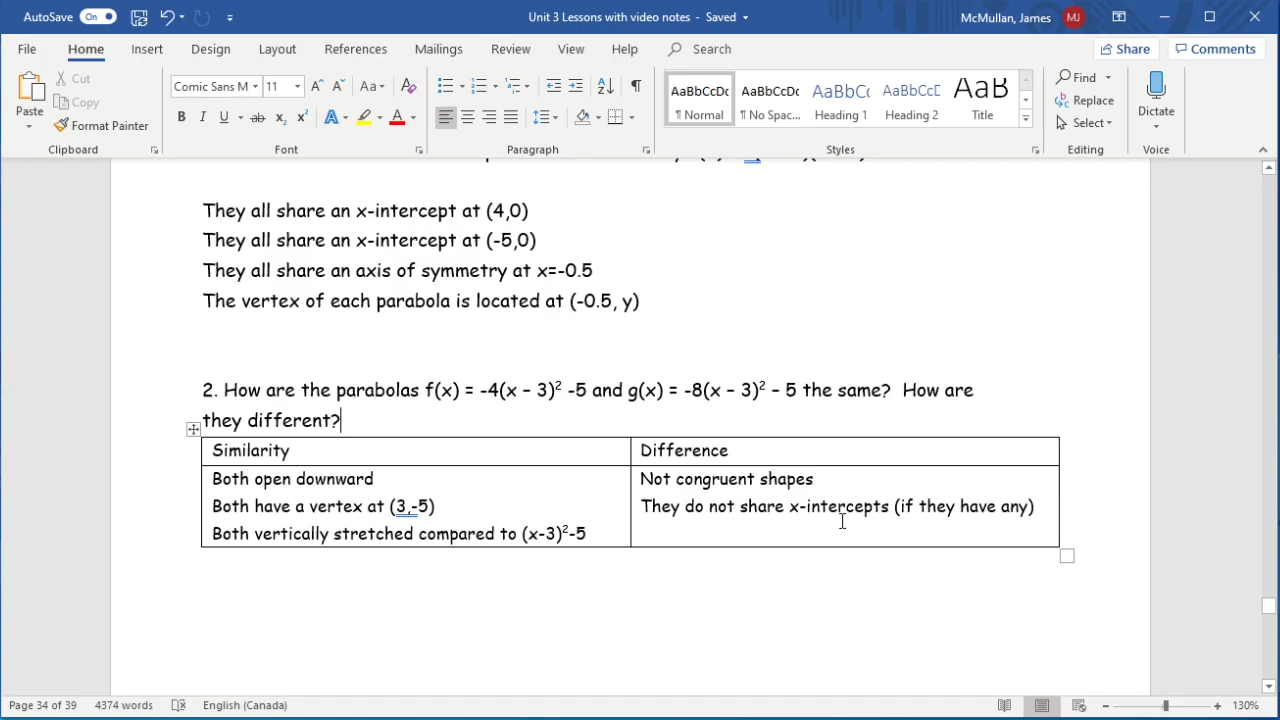 AutoSave On Unit 3 Lessons with video notes - Saved McMullan, James MJ
File Home Insert Design Layout References Mailings Review View Help Search Share Comments
Paste Cut Copy Format Painter
Clipboard
Comic Sans M 11 A A Aa
B I U ab x₂ x² A A
Font
Paragraph
AaBbCcDc AaBbCcDc AaBbCc AaBbCcD AaB
¶ Normal ¶ No Spac... Heading 1 Heading 2 Title
Styles
Find
Replace
Select
Editing
Dictate
Voice
They all share an x-intercept at (4,0)
They all share an x-intercept at (-5,0)
They all share an axis of symmetry at x=-0.5
The vertex of each parabola is located at (-0.5, y)
2. How are the parabolas f(x) = -4(x – 3)² -5 and g(x) = -8(x – 3)² – 5 the same? How are
they different?
Similarity Difference
Both open downward Not congruent shapes
Both have a vertex at (3,-5) They do not share x-intercepts (if they have any)
Both vertically stretched compared to (x-3)²-5
Page 34 of 39 4374 words English (Canada) 130%